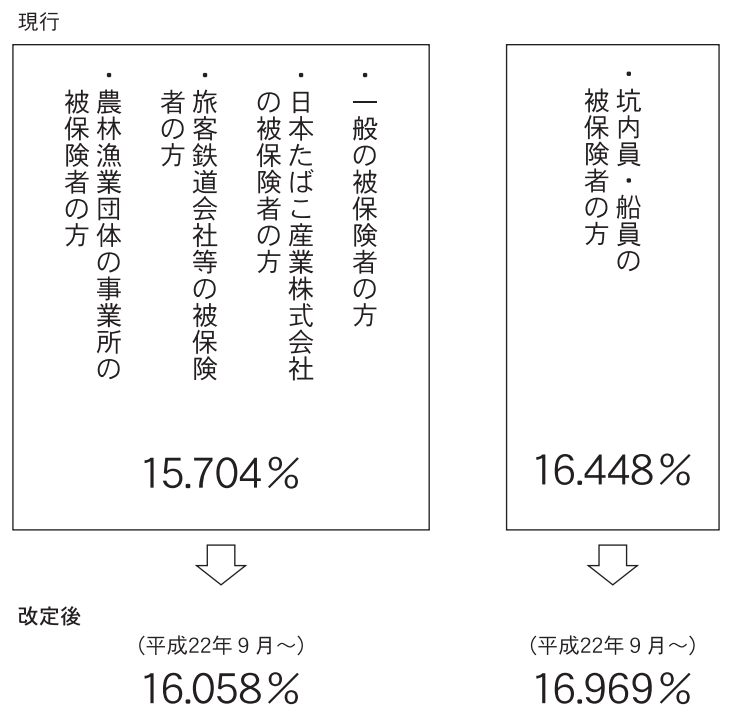 現行
・一般の被保険者の方
・日本たばこ産業株式会社
の被保険者の方
・旅客鉄道会社等の被保険
者の方
・農林漁業団体の事業所の
被保険者の方
15.704％
・坑内員・船員の
被保険者の方
16.448％
改定後
（平成22年９月～）
16.058％
（平成22年９月～）
16.969％